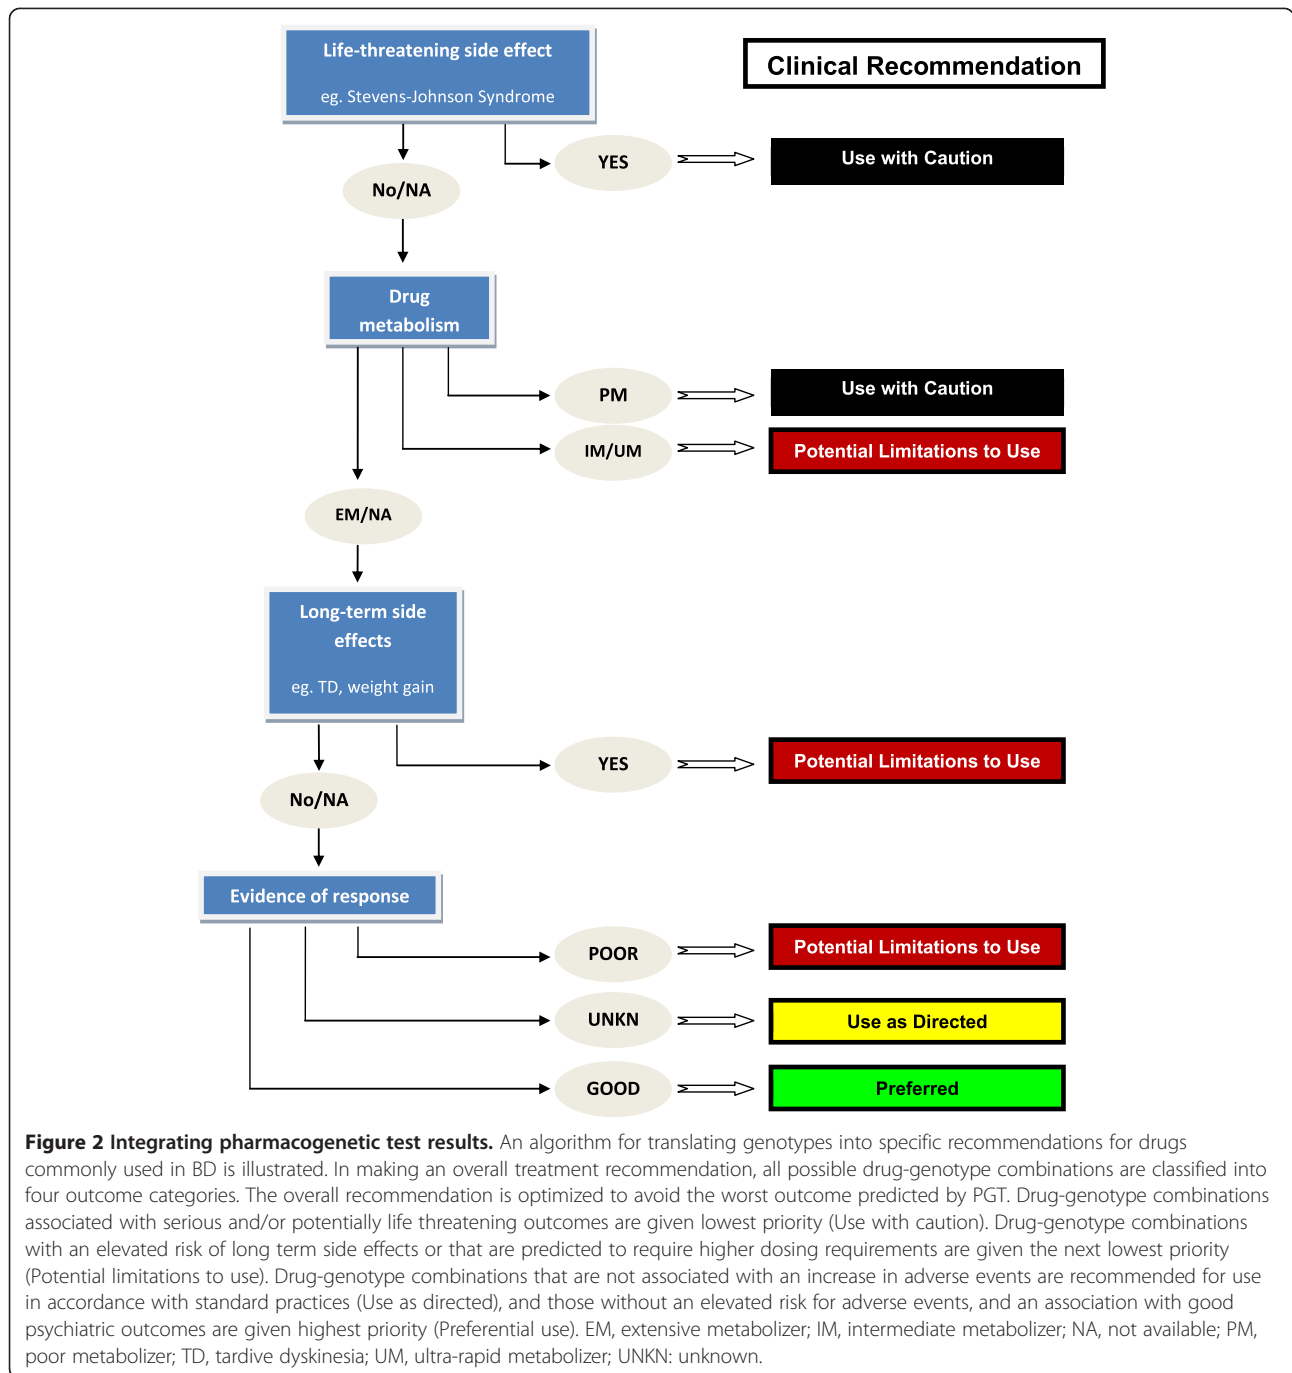 Life-threatening side effect
eg. Stevens-Johnson Syndrome
Clinical Recommendation
YES
Use with Caution
No/NA
Drug
metabolism
PM
Use with Caution
IM/UM
Potential Limitations to Use
EM/NA
Long-term side
effects
eg. TD, weight gain
YES
Potential Limitations to Use
No/NA
Evidence of response
POOR
Potential Limitations to Use
UNKN
Use as Directed
GOOD
Preferred
Figure 2 Integrating pharmacogenetic test results. An algorithm for translating genotypes into specific recommendations for drugs
commonly used in BD is illustrated. In making an overall treatment recommendation, all possible drug-genotype combinations are classified into
four outcome categories. The overall recommendation is optimized to avoid the worst outcome predicted by PGT. Drug-genotype combinations
associated with serious and/or potentially life threatening outcomes are given lowest priority (Use with caution). Drug-genotype combinations
with an elevated risk of long term side effects or that are predicted to require higher dosing requirements are given the next lowest priority
(Potential limitations to use). Drug-genotype combinations that are not associated with an increase in adverse events are recommended for use
in accordance with standard practices (Use as directed), and those without an elevated risk for adverse events, and an association with good
psychiatric outcomes are given highest priority (Preferential use). EM, extensive metabolizer; IM, intermediate metabolizer; NA, not available; PM,
poor metabolizer; TD, tardive dyskinesia; UM, ultra-rapid metabolizer; UNKN: unknown.